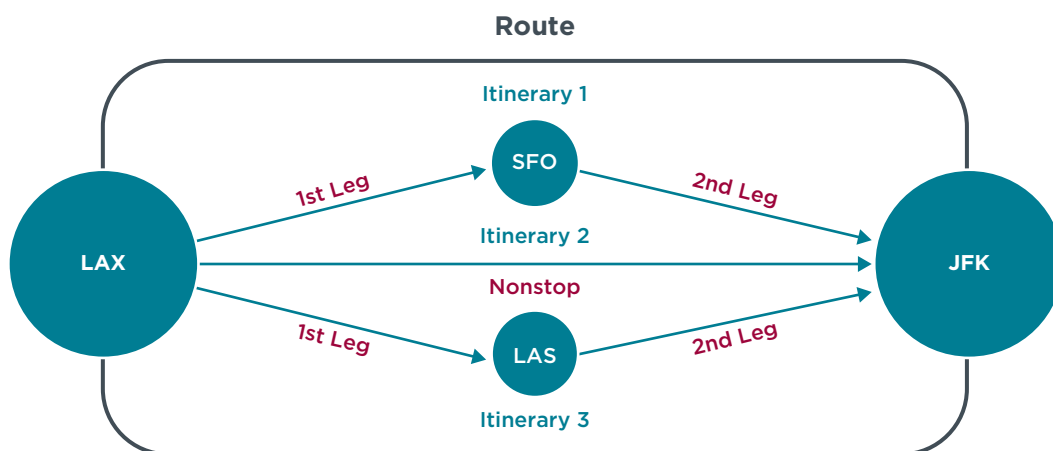 Route
Itinerary 1
SFO
1st Leg
2nd Leg
Itinerary 2
LAX
JFK
Nonstop
1st Leg
2nd Leg
LAS
Itinerary 3